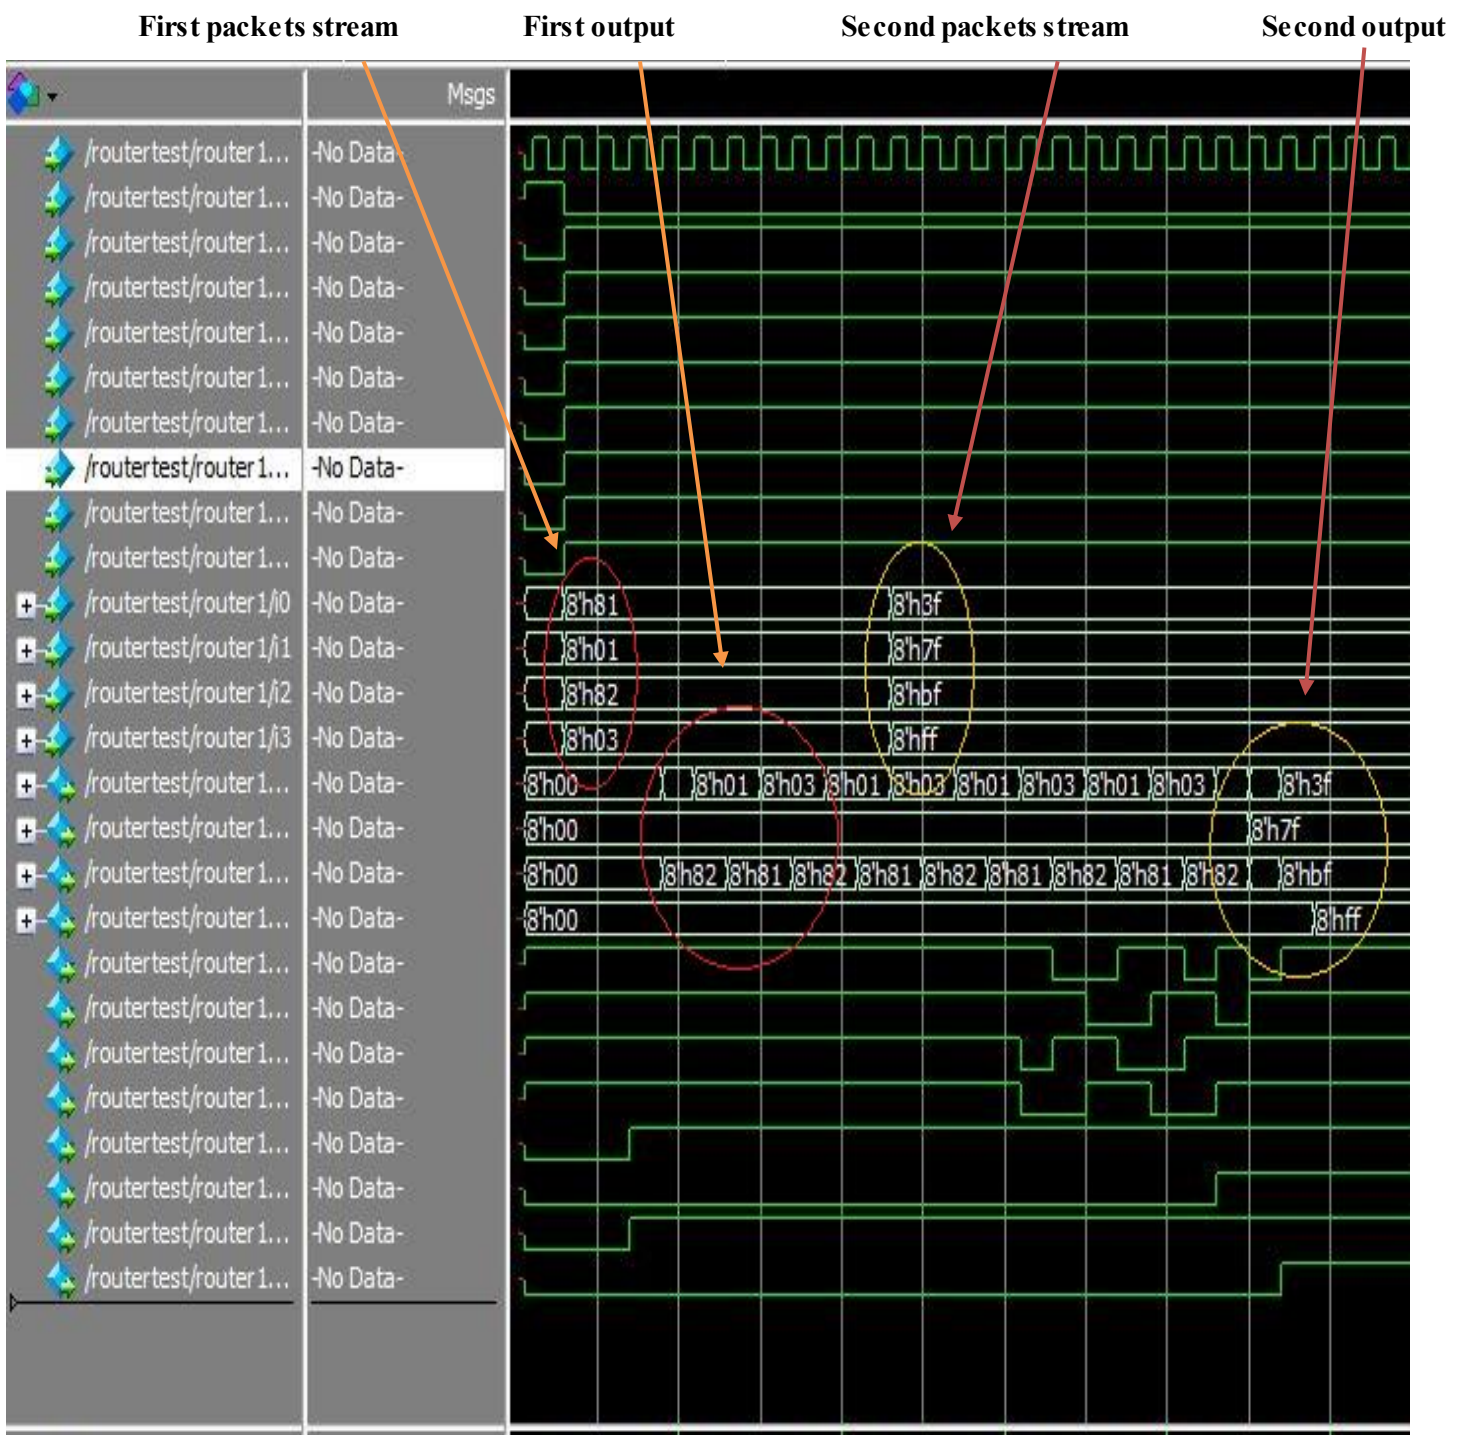 First packets stream First output Second packets stream Second output
Msgs
/routertest/router1... -No Data-
/routertest/router1... -No Data-
/routertest/router1... -No Data-
/routertest/router1... -No Data-
/routertest/router1... -No Data-
/routertest/router1... -No Data-
/routertest/router1... -No Data-
/routertest/router1... -No Data-
/routertest/router1... -No Data-
/routertest/router1... -No Data-
/routertest/router1/i0 -No Data- 8'h81 8'h3f
/routertest/router1/i1 -No Data- 8'h01 8'h7f
/routertest/router1/i2 -No Data- 8'h82 8'hbf
/routertest/router1/i3 -No Data- 8'h03 8'hff
/routertest/router1... -No Data- 8'h00 8'h01 8'h03 8'h01 8'h03 8'h01 8'h03 8'h01 8'h03 8'h3f
/routertest/router1... -No Data- 8'h00 8'h7f
/routertest/router1... -No Data- 8'h00 8'h82 8'h81 8'h82 8'h81 8'h82 8'h81 8'h82 8'h81 8'h82 8'hbf
/routertest/router1... -No Data- 8'h00 8'hff
/routertest/router1... -No Data-
/routertest/router1... -No Data-
/routertest/router1... -No Data-
/routertest/router1... -No Data-
/routertest/router1... -No Data-
/routertest/router1... -No Data-
/routertest/router1... -No Data-
/routertest/router1... -No Data-